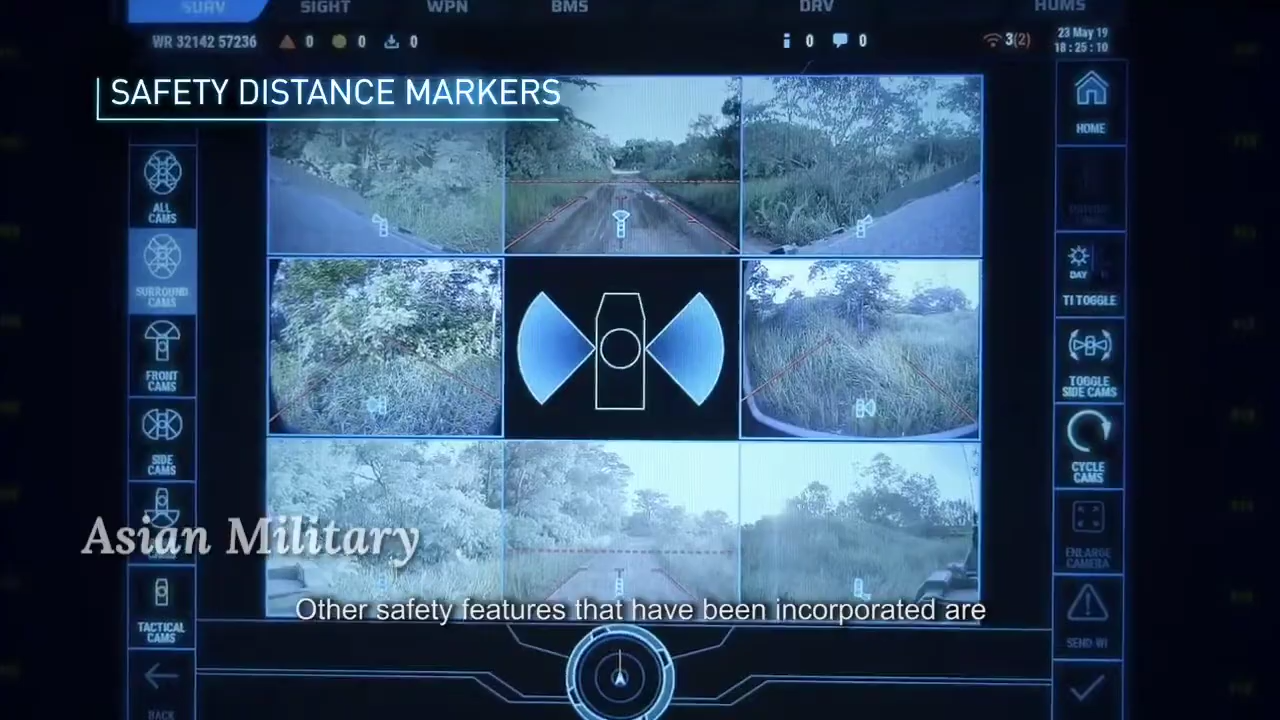 SURV SIGHT WPN BMS DRV HUMS
WR 32142 57236 0 0 0 0 0 3(2) 23 May 19
18:25:10
SAFETY DISTANCE MARKERS
HOME
ALL
CAMS
SURROUND
CAMS
DAY
TI TOGGLE
FRONT
CAMS
TOGGLE
SIDE CAMS
SIDE
CAMS
CYCLE
CAMS
Asian Military
ENLARGE
CAMERA
Other safety features that have been incorporated are
TACTICAL
CAMS
SEND WI
BACK